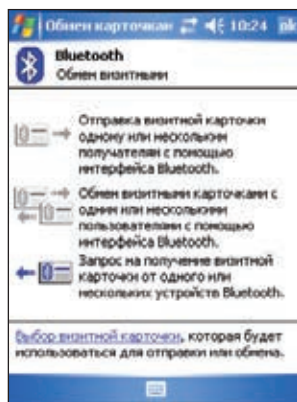 Обмен карточкан 10:24 ok
Bluetooth
Обмен визитными
Отправка визитной карточки
одному или нескольким
получателям с помощью
интерфейса Bluetooth.
Обмен визитными карточками с
одним или несколькими
пользователями с помощью
интерфейса Bluetooth.
Запрос на получение визитной
карточки от одного или
нескольких устройств Bluetooth.
Выбор визитной карточки, которая будет
использоваться для отправки или обмена.